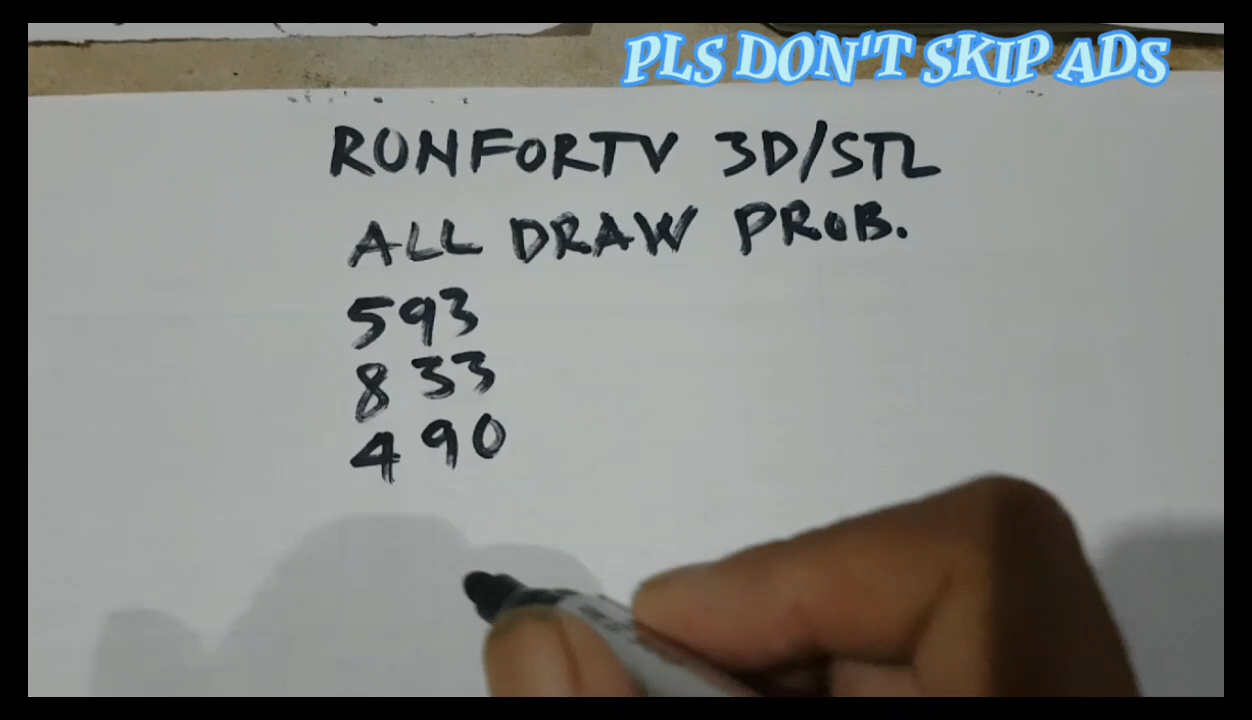 PLS DON'T SKIP ADS
RONFORTV 3D/STL
ALL DRAW PROB.
593
833
490